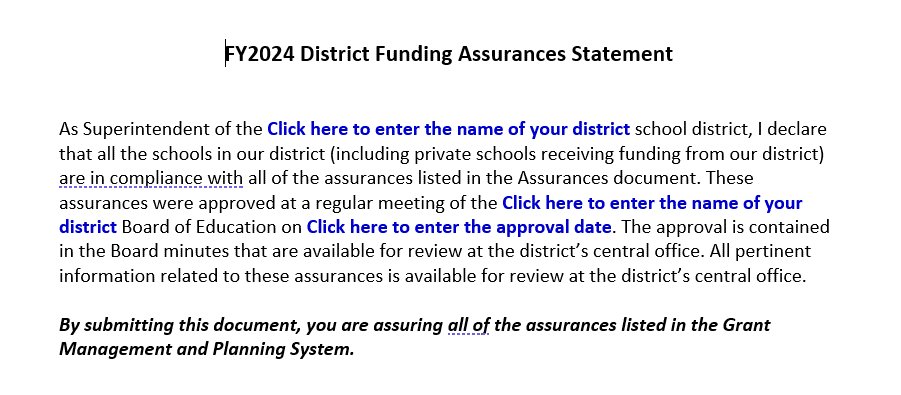 FY2024 District Funding Assurances Statement
As Superintendent of the Click here to enter the name of your district school district, I declare
that all the schools in our district (including private schools receiving funding from our district)
are in compliance with all of the assurances listed in the Assurances document. These
assurances were approved at a regular meeting of the Click here to enter the name of your
district Board of Education on Click here to enter the approval date. The approval is contained
in the Board minutes that are available for review at the district’s central office. All pertinent
information related to these assurances is available for review at the district’s central office.
By submitting this document, you are assuring all of the assurances listed in the Grant
Management and Planning System.